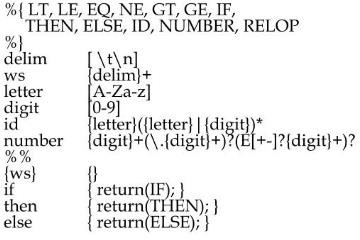 %{ LT, LE, EQ, NE, GT, GE, IF,
THEN, ELSE, ID, NUMBER, RELOP
%}
delim [ \t\n]
ws {delim}+
letter [A-Za-z]
digit [0-9]
id {letter}({letter}|{digit})*
number {digit}+(\.{digit}+)?(E[+-]?{digit}+)?
%%
{ws} {}
if { return(IF); }
then { return(THEN); }
else { return(ELSE); }